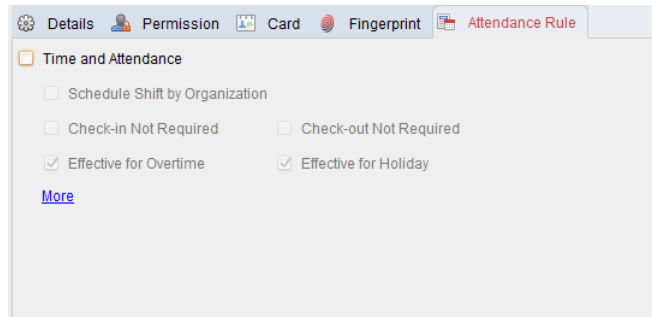 Details Permission Card Fingerprint Attendance Rule
Time and Attendance
Schedule Shift by Organization
Check-in Not Required Check-out Not Required
Effective for Overtime Effective for Holiday
More